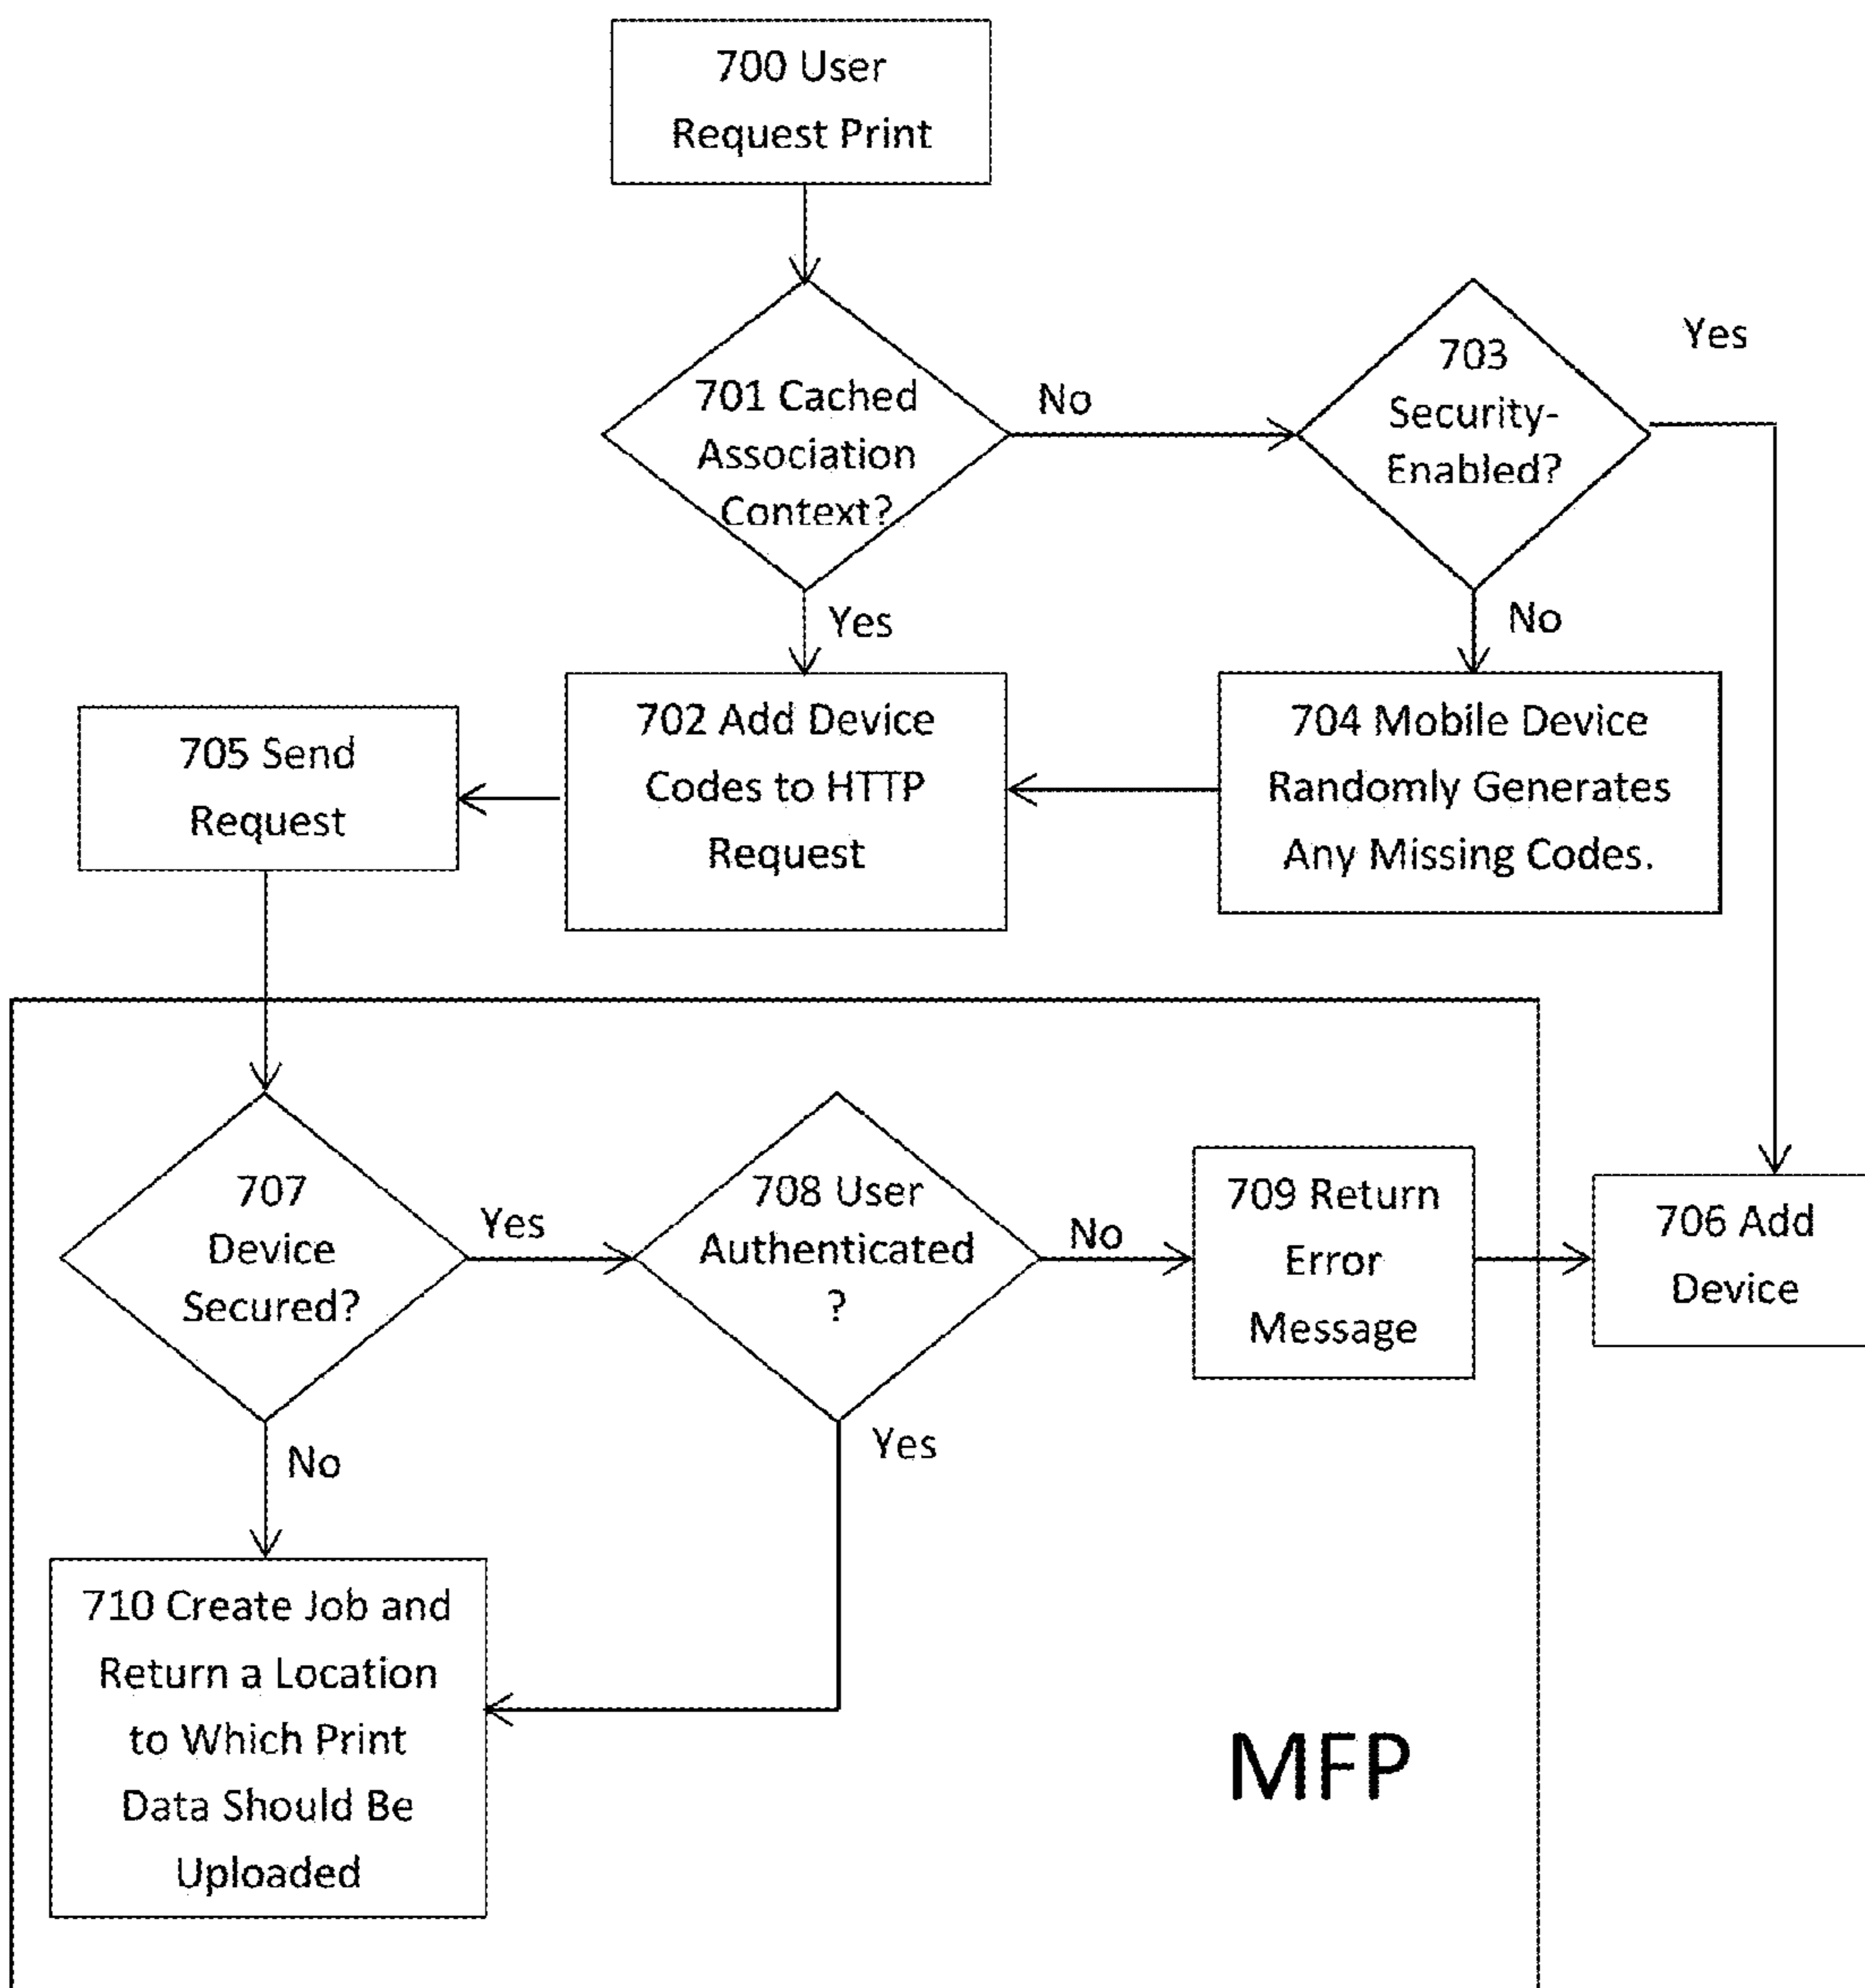 700 User
Request Print
701 Cached
Association
Context?
No
703
Security-
Enabled?
Yes
Yes
No
705 Send
Request
702 Add Device
Codes to HTTP
Request
704 Mobile Device
Randomly Generates
Any Missing Codes.
707
Device
Secured?
Yes
708 User
Authenticated
?
No
709 Return
Error
Message
706 Add
Device
No
Yes
710 Create Job and
Return a Location
to Which Print
Data Should Be
Uploaded
MFP